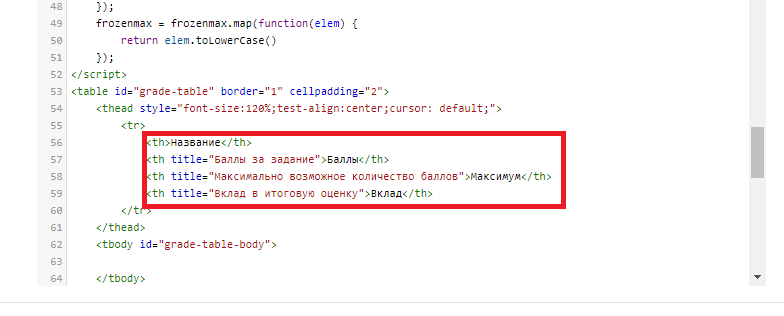 48 });
49 frozenmax = frozenmax.map(function(elem) {
50 return elem.toLowerCase()
51 });
52 </script>
53 <table id="grade-table" border="1" cellpadding="2">
54 <thead style="font-size:120%;test-align:center;cursor: default;">
55 <tr>
56 <th>Название</th>
57 <th title="Баллы за задание">Баллы</th>
58 <th title="Максимально возможное количество баллов">Максимум</th>
59 <th title="Вклад в итоговую оценку">Вклад</th>
60 </tr>
61 </thead>
62 <tbody id="grade-table-body">
63
64 </tbody>